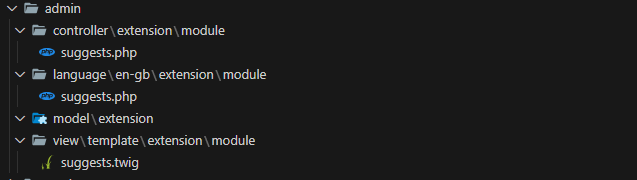 admin
controller\extension\module
suggests.php
language\en-gb\extension\module
suggests.php
model\extension
view\template\extension\module
suggests.twig